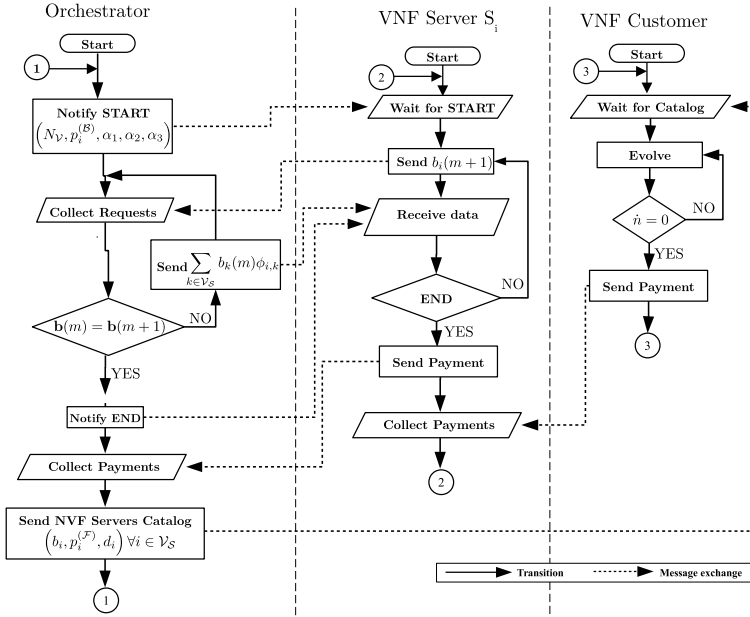 Orchestrator
Start
1
Notify START
(N_𝒱, p_i^(ℬ), α₁, α₂, α₃)
Collect Requests
Send ∑_{k∈𝒱_𝒮} b_k(m)ϕ_{i,k}
b(m) = b(m+1)
NO
YES
Notify END
Collect Payments
Send NVF Servers Catalog
(b_i, p_i^(ℱ), d_i) ∀i ∈ 𝒱_𝒮
1
VNF Server S_i
Start
2
Wait for START
Send b_i(m+1)
Receive data
END
NO
YES
Send Payment
Collect Payments
2
VNF Customer
Start
3
Wait for Catalog
Evolve
ṅ = 0
NO
YES
Send Payment
3
Transition
Message exchange